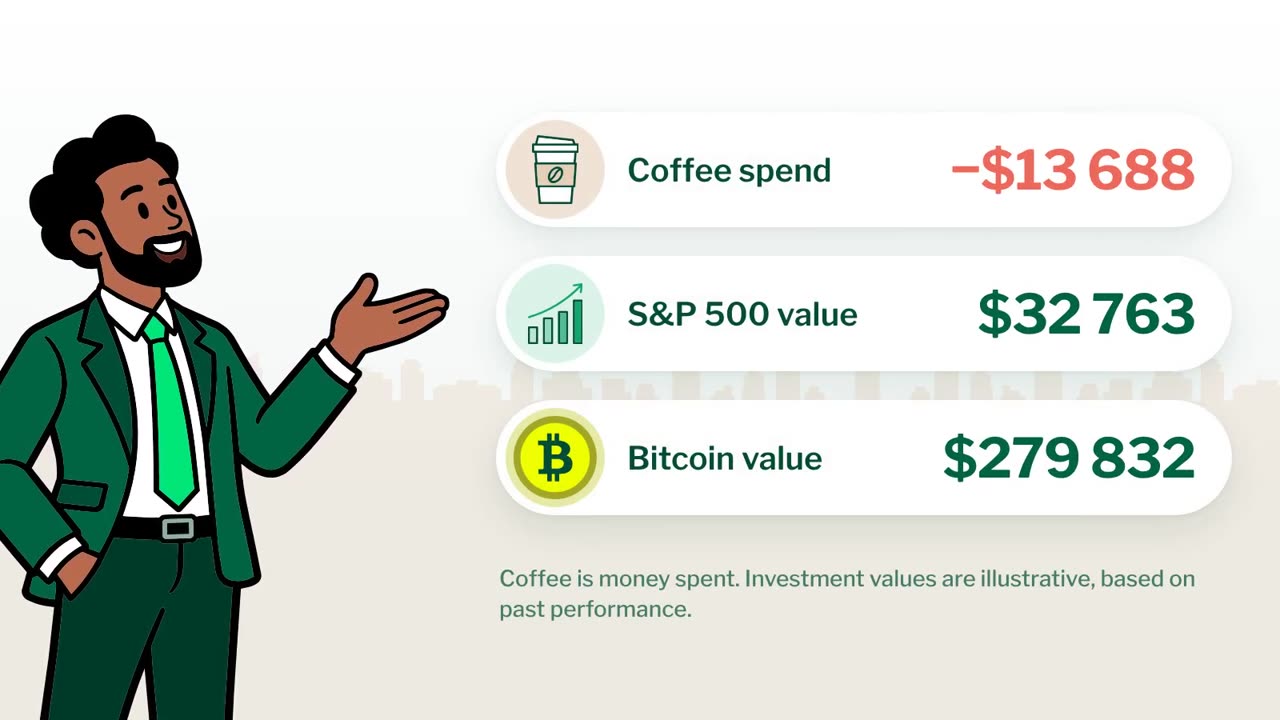 Coffee spend
−$13 688
S&P 500 value
$32 763
Bitcoin value
$279 832
Coffee is money spent. Investment values are illustrative, based on
past performance.